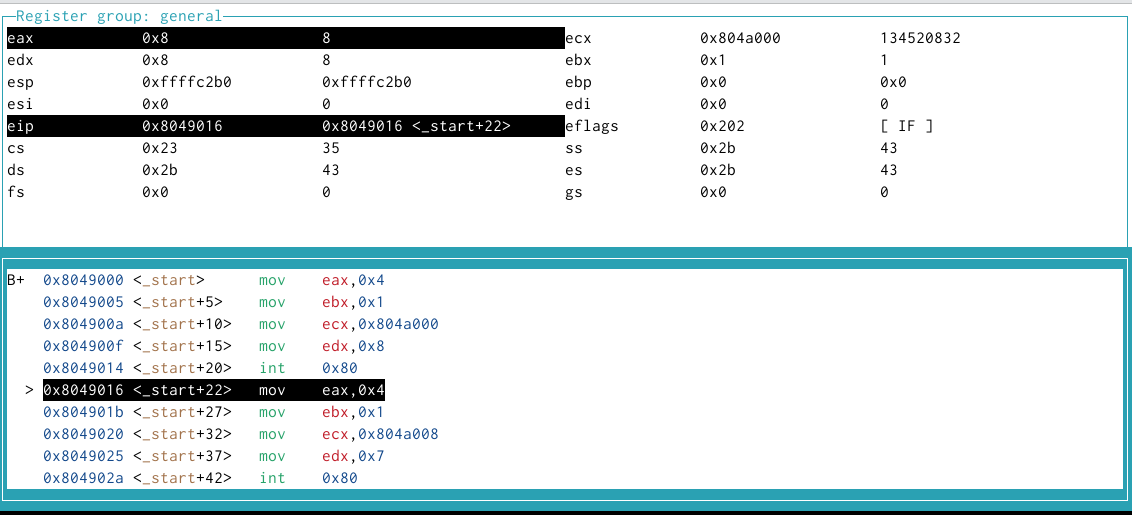 Register group: general
eax 0x8 8 ecx 0x804a000 134520832
edx 0x8 8 ebx 0x1 1
esp 0xffffc2b0 0xffffc2b0 ebp 0x0 0x0
esi 0x0 0 edi 0x0 0
eip 0x8049016 0x8049016 <_start+22> eflags 0x202 [ IF ]
cs 0x23 35 ss 0x2b 43
ds 0x2b 43 es 0x2b 43
fs 0x0 0 gs 0x0 0
B+ 0x8049000 <_start> mov eax,0x4
0x8049005 <_start+5> mov ebx,0x1
0x804900a <_start+10> mov ecx,0x804a000
0x804900f <_start+15> mov edx,0x8
0x8049014 <_start+20> int 0x80
> 0x8049016 <_start+22> mov eax,0x4
0x804901b <_start+27> mov ebx,0x1
0x8049020 <_start+32> mov ecx,0x804a008
0x8049025 <_start+37> mov edx,0x7
0x804902a <_start+42> int 0x80